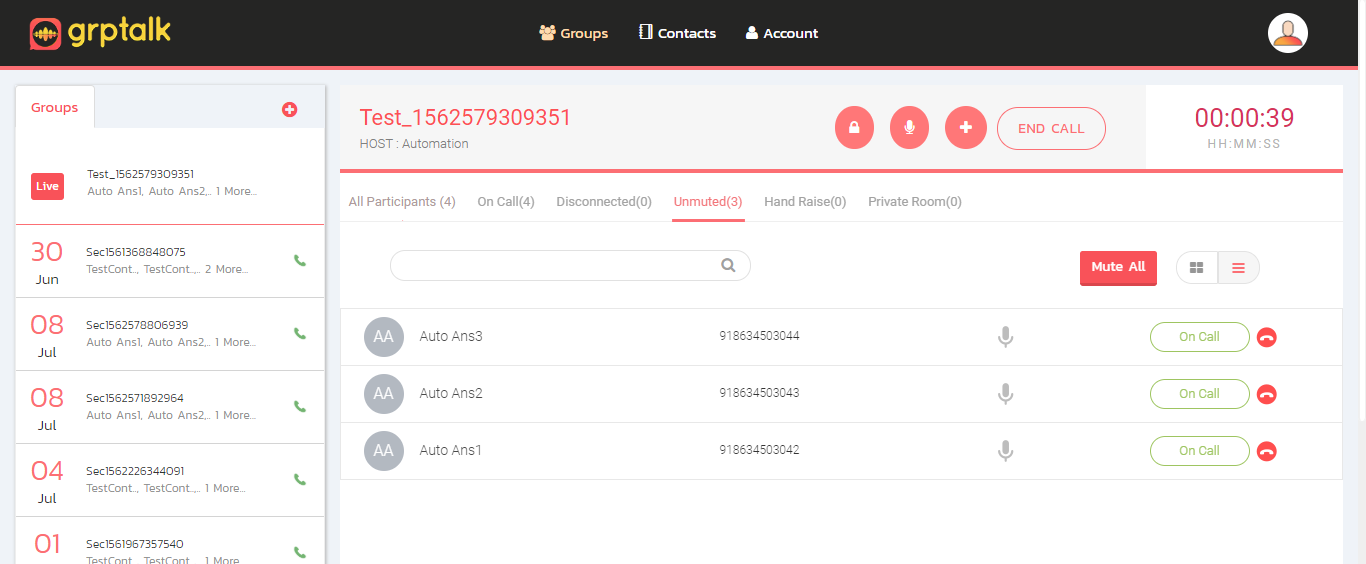 grptalk
Groups
Contacts
Account
Groups
Live
Test_1562579309351
Auto Ans1, Auto Ans2,.. 1 More...
30
Jun
Sec1561368848075
TestCont.., TestCont..,.. 2 More...
08
Jul
Sec1562578806939
Auto Ans1, Auto Ans2,.. 1 More...
08
Jul
Sec1562571892964
Auto Ans1, Auto Ans2,.. 1 More...
04
Jul
Sec1562226344091
TestCont.., TestCont..,.. 1 More...
01
Sec1561967357540
TestCont.., TestCont..,.. 1 More...
Test_1562579309351
HOST : Automation
END CALL
00:00:39
HH:MM:SS
All Participants (4)
On Call(4)
Disconnected(0)
Unmuted(3)
Hand Raise(0)
Private Room(0)
Mute All
AA Auto Ans3 918634503044 On Call
AA Auto Ans2 918634503043 On Call
AA Auto Ans1 918634503042 On Call